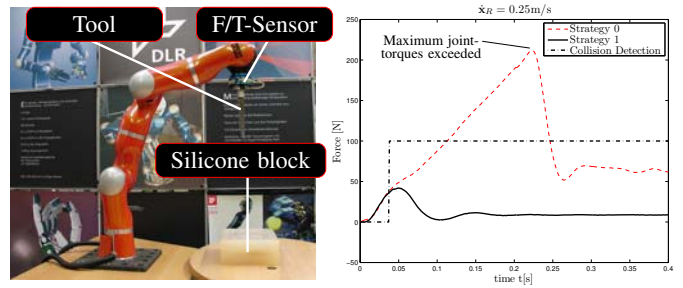 Tool
F/T-Sensor
DLR
Silicone block
ẋR = 0.25m/s
Maximum joint-
torques exceeded
Strategy 0
Strategy 1
Collision Detection
Force [N]
250
200
150
100
50
0
−50
0
0.05
0.1
0.15
0.2
0.25
0.3
0.35
0.4
time t[s]